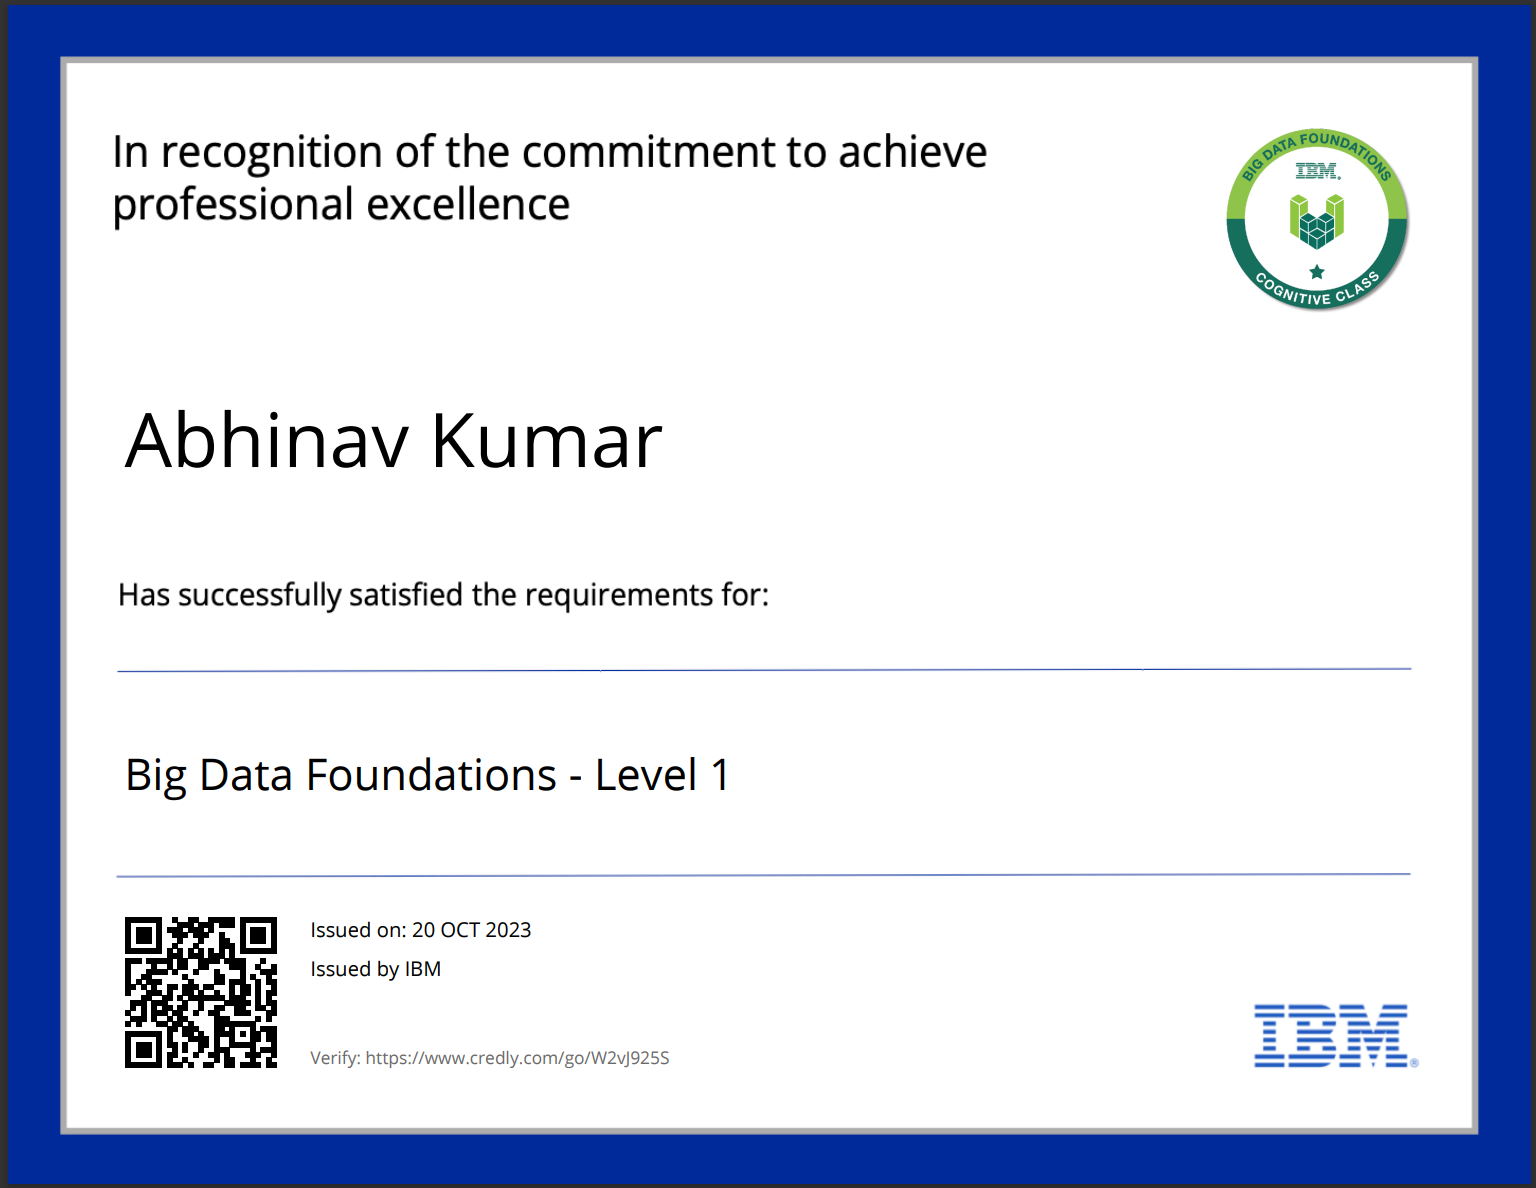 In recognition of the commitment to achieve
professional excellence
BIG DATA FOUNDATIONS
IBM.
COGNITIVE CLASS
Abhinav Kumar
Has successfully satisfied the requirements for:
Big Data Foundations - Level 1
Issued on: 20 OCT 2023
Issued by IBM
Verify: https://www.credly.com/go/W2vJ925S
IBM®